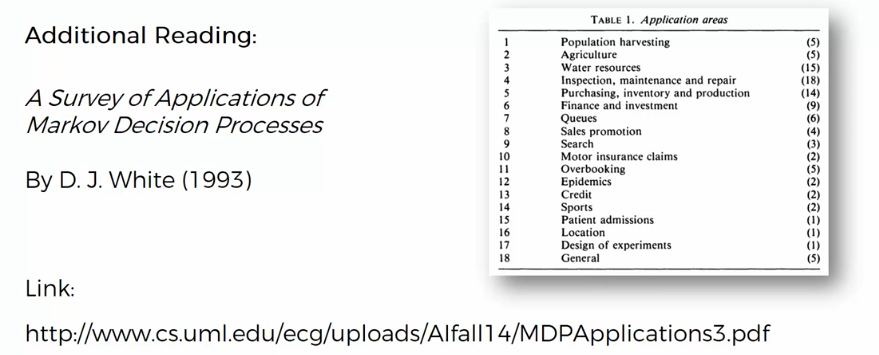 Additional Reading:
A Survey of Applications of
Markov Decision Processes
By D. J. White (1993)
Link:
http://www.cs.uml.edu/ecg/uploads/AIfall14/MDPApplications3.pdf
TABLE 1. Application areas
1 Population harvesting (5)
2 Agriculture (5)
3 Water resources (15)
4 Inspection, maintenance and repair (18)
5 Purchasing, inventory and production (14)
6 Finance and investment (9)
7 Queues (6)
8 Sales promotion (4)
9 Search (3)
10 Motor insurance claims (2)
11 Overbooking (5)
12 Epidemics (2)
13 Credit (2)
14 Sports (2)
15 Patient admissions (1)
16 Location (1)
17 Design of experiments (1)
18 General (5)